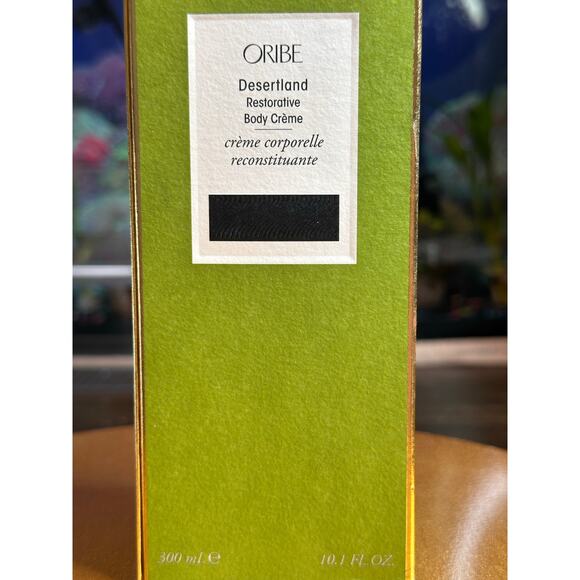 ORIBE
Desertland
Restorative
Body Crème
crème corporelle
reconstituante
300 ml ℮
10.1 FL.OZ.